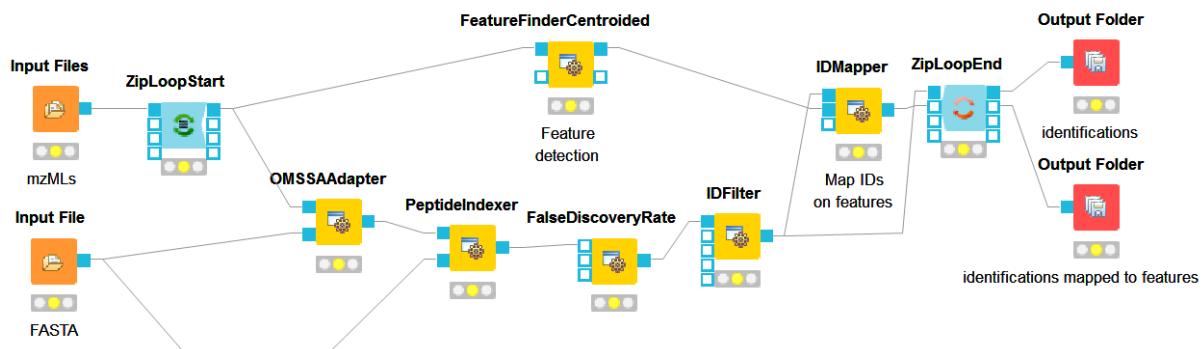 FeatureFinderCentroided
Output Folder
Input Files
ZipLoopStart
IDMapper
ZipLoopEnd
identifications
Feature
detection
mzMLs
Output Folder
OMSSAAdapter
Map IDs
on features
Input File
PeptideIndexer
FalseDiscoveryRate
IDFilter
identifications mapped to features
FASTA